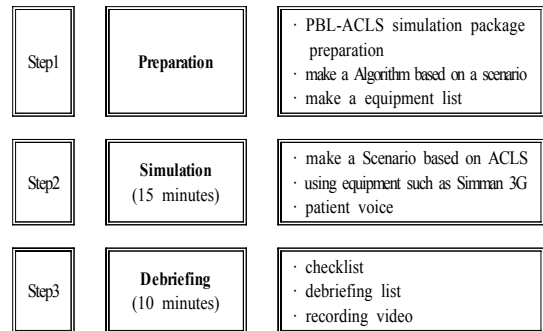 Step1
Preparation
· PBL-ACLS simulation package
preparation
· make a Algorithm based on a scenario
· make a equipment list
Step2
Simulation
(15 minutes)
· make a Scenario based on ACLS
· using equipment such as Simman 3G
· patient voice
Step3
Debriefing
(10 minutes)
· checklist
· debriefing list
· recording video